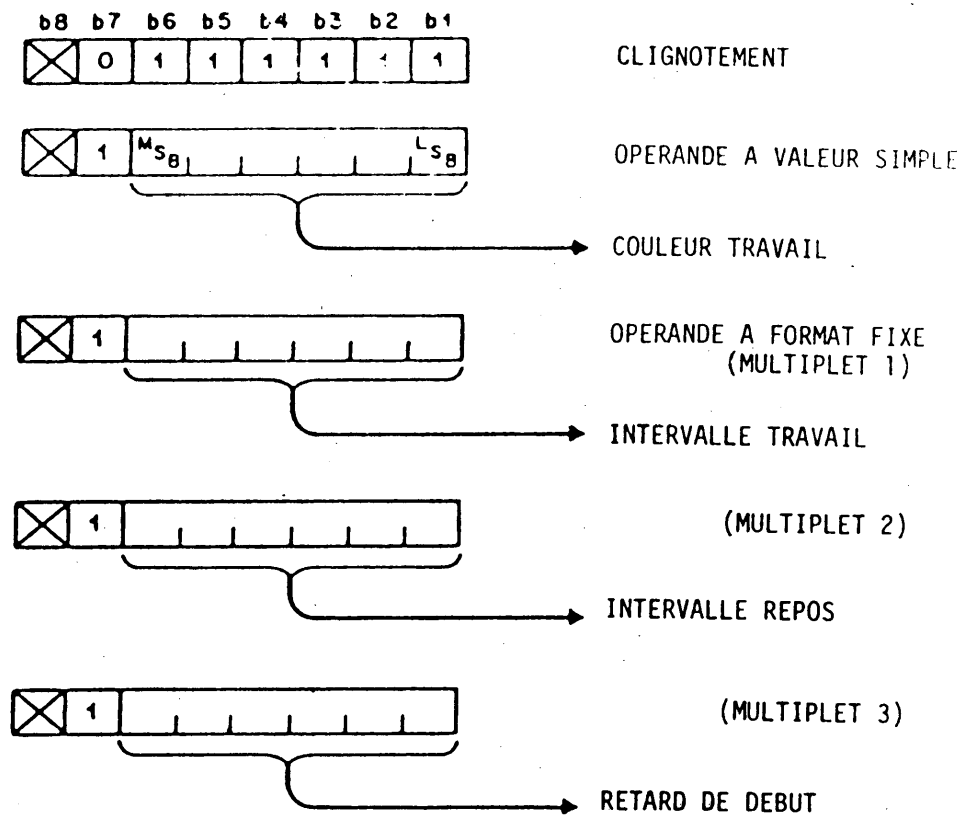 b8 b7 b6 b5 b4 b3 b2 b1
0 1 1 1 1 1 1 CLIGNOTEMENT
1 MSB LSB OPERANDE A VALEUR SIMPLE
COULEUR TRAVAIL
1 OPERANDE A FORMAT FIXE
(MULTIPLET 1)
INTERVALLE TRAVAIL
1 (MULTIPLET 2)
INTERVALLE REPOS
1 (MULTIPLET 3)
RETARD DE DEBUT